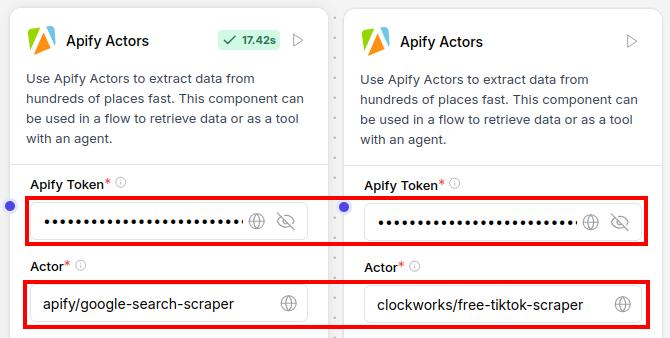 Apify Actors
17.42s
Use Apify Actors to extract data from
hundreds of places fast. This component can
be used in a flow to retrieve data or as a tool
with an agent.
Apify Token*
••••••••••••••••••••••••••
Actor*
apify/google-search-scraper
Apify Actors
Use Apify Actors to extract data from
hundreds of places fast. This component can
be used in a flow to retrieve data or as a tool
with an agent.
Apify Token*
••••••••••••••••••••••••••
Actor*
clockworks/free-tiktok-scraper